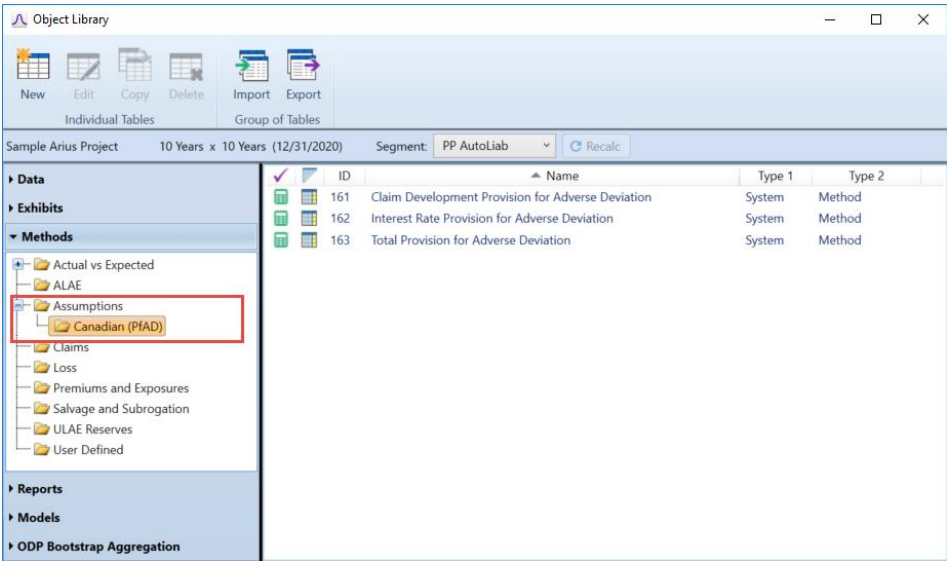 Object Library
New Edit Copy Delete Import Export
Individual Tables Group of Tables
Sample Arius Project 10 Years x 10 Years (12/31/2020) Segment: PP AutoLiab Recalc
Data
Exhibits
Methods
Actual vs Expected
ALAE
Assumptions
Canadian (PfAD)
Claims
Loss
Premiums and Exposures
Salvage and Subrogation
ULAE Reserves
User Defined
Reports
Models
ODP Bootstrap Aggregation
ID Name Type 1 Type 2
161 Claim Development Provision for Adverse Deviation System Method
162 Interest Rate Provision for Adverse Deviation System Method
163 Total Provision for Adverse Deviation System Method